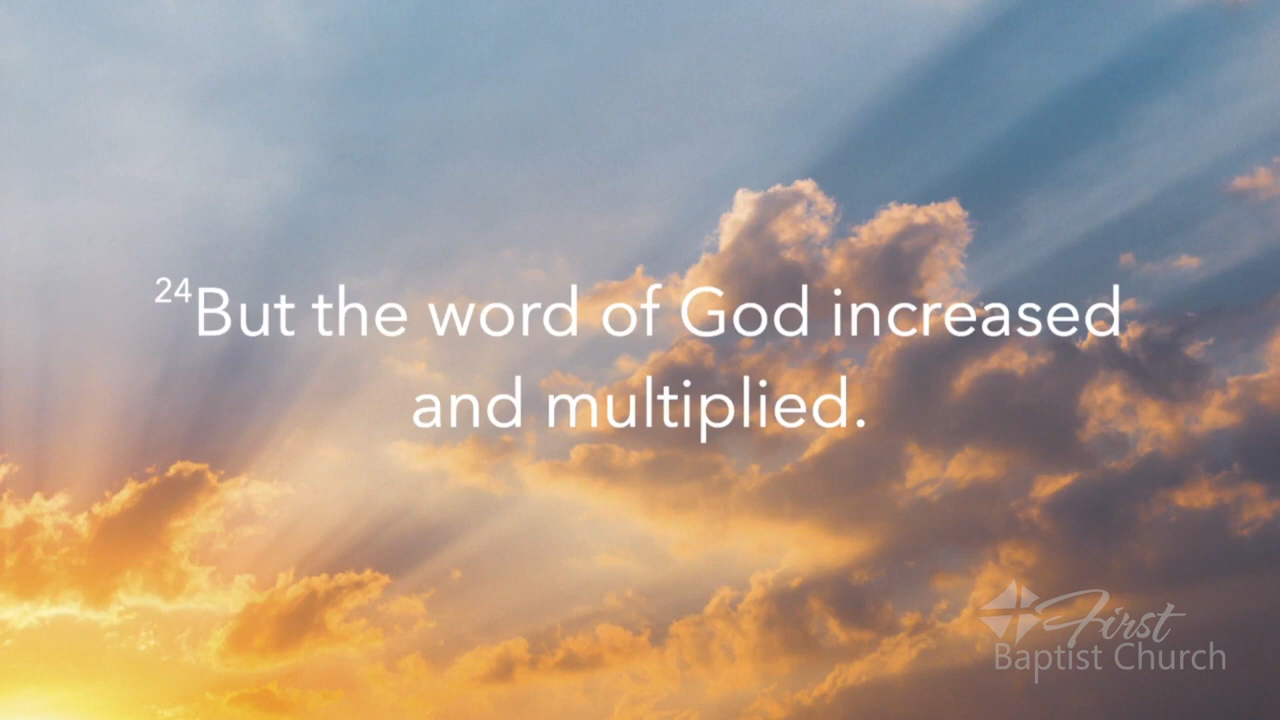 24But the word of God increased
and multiplied.
First
Baptist Church